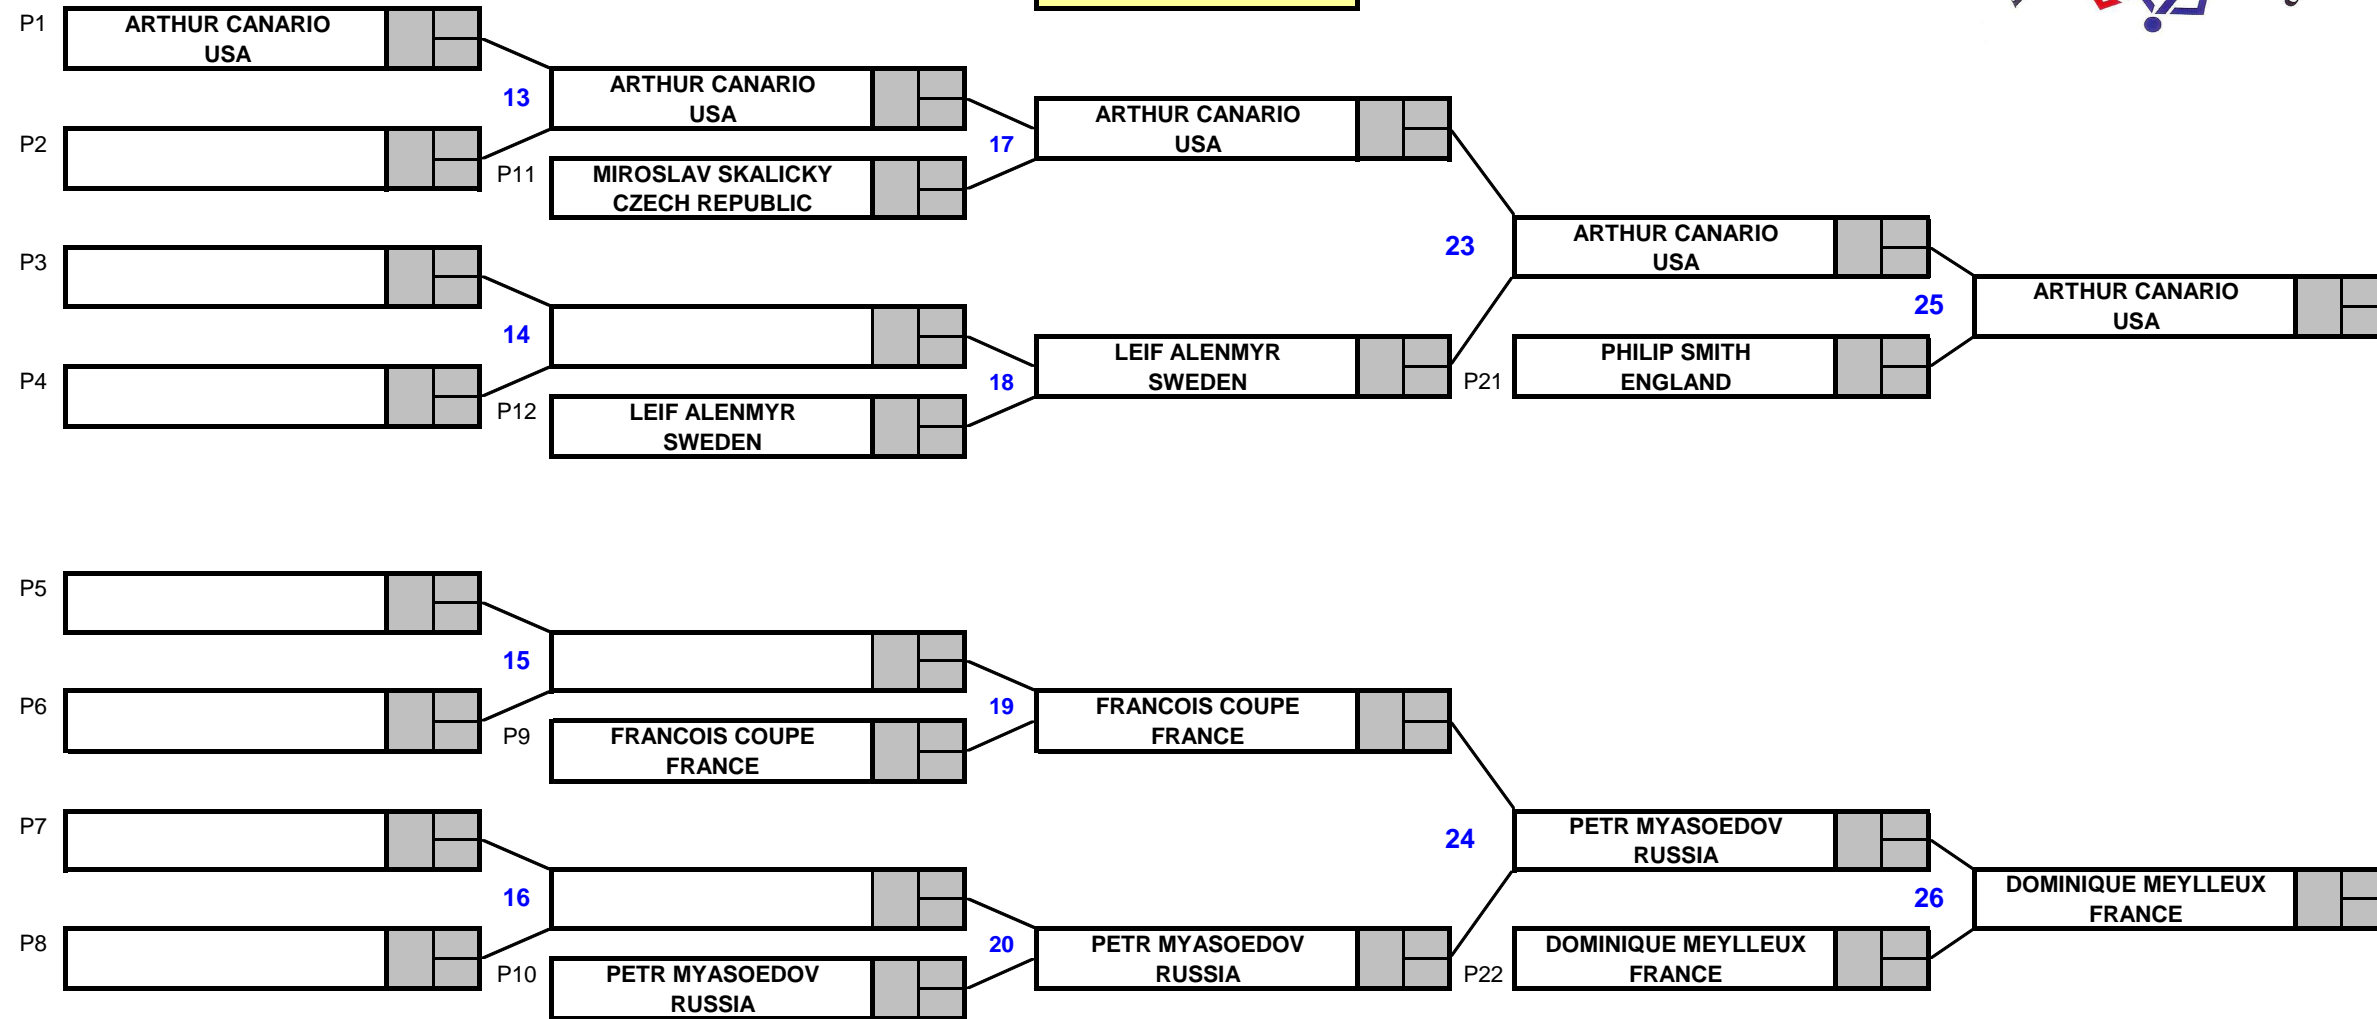 P1
ARTHUR CANARIO
USA
P2
P3
P4
P5
P6
P7
P8
13
14
15
16
ARTHUR CANARIO
USA
P11
MIROSLAV SKALICKY
CZECH REPUBLIC
P12
LEIF ALENMYR
SWEDEN
P9
FRANCOIS COUPE
FRANCE
P10
PETR MYASOEDOV
RUSSIA
17
18
19
20
ARTHUR CANARIO
USA
LEIF ALENMYR
SWEDEN
FRANCOIS COUPE
FRANCE
PETR MYASOEDOV
RUSSIA
23
24
ARTHUR CANARIO
USA
P21
PHILIP SMITH
ENGLAND
PETR MYASOEDOV
RUSSIA
P22
DOMINIQUE MEYLLEUX
FRANCE
25
26
ARTHUR CANARIO
USA
DOMINIQUE MEYLLEUX
FRANCE